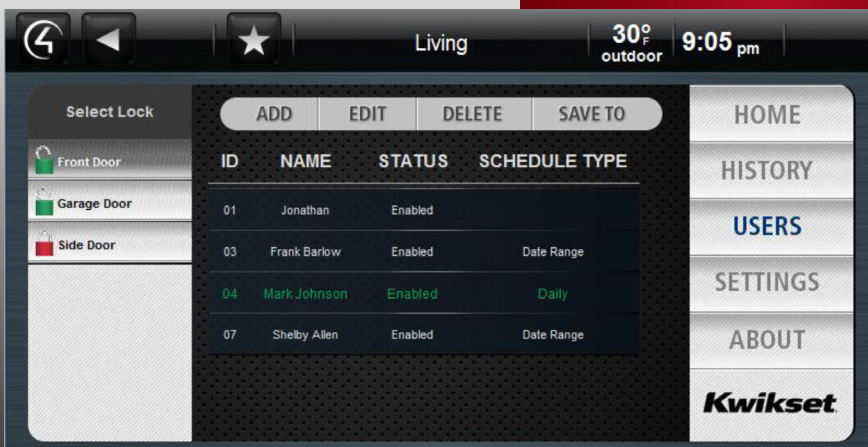 4 Living 30°F outdoor 9:05 pm
Select Lock
Front Door
Garage Door
Side Door
ADD EDIT DELETE SAVE TO
ID NAME STATUS SCHEDULE TYPE
01 Jonathan Enabled
03 Frank Barlow Enabled Date Range
04 Mark Johnson Enabled Daily
07 Shelby Allen Enabled Date Range
HOME
HISTORY
USERS
SETTINGS
ABOUT
Kwikset